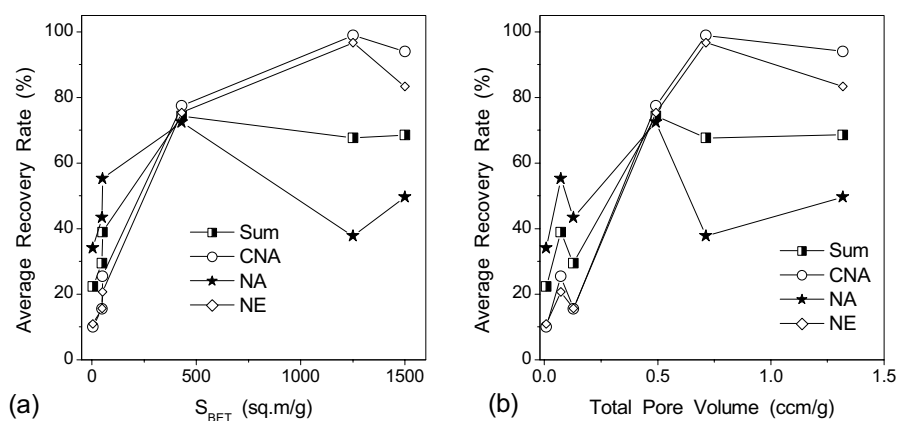 100
80
60
40
20
0
Average Recovery Rate (%)
Sum
CNA
NA
NE
0 500 1000 1500
(a) S_BET (sq.m/g)
100
80
60
40
20
0
Average Recovery Rate (%)
Sum
CNA
NA
NE
0.0 0.5 1.0 1.5
(b) Total Pore Volume (ccm/g)